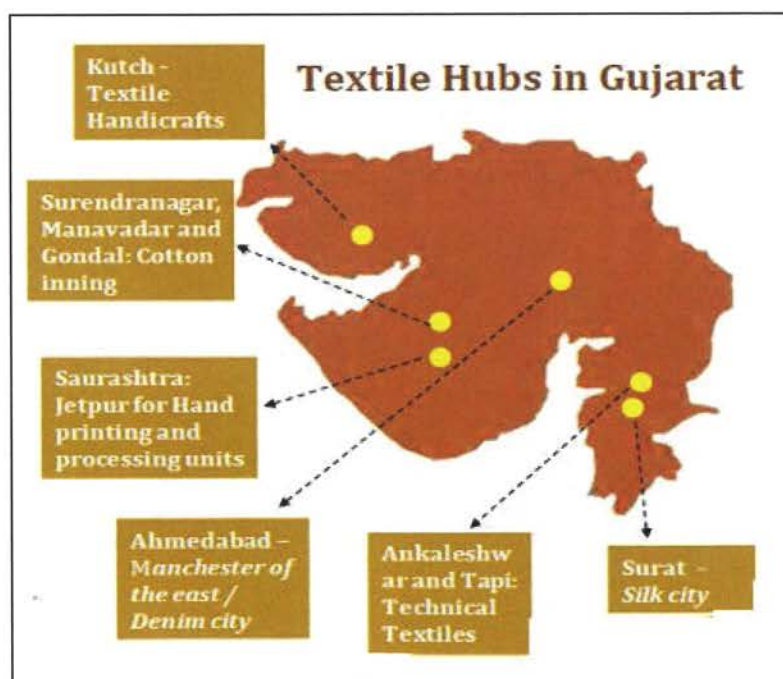 Textile Hubs in Gujarat
Kutch -
Textile
Handicrafts
Surendranagar,
Manavadar and
Gondal: Cotton
inning
Saurashtra:
Jetpur for Hand
printing and
processing units
Ahmedabad –
Manchester of
the east /
Denim city
Ankaleshw
ar and Tapi:
Technical
Textiles
Surat –
Silk city